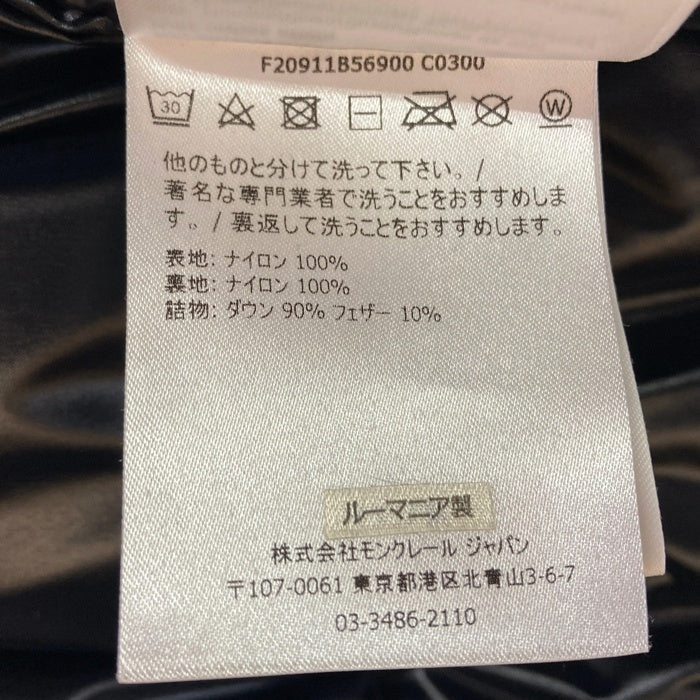 F20911B56900 C0300
30
W
他のものと分けて洗って下さい。/
著名な専門業者で洗うことをおすすめしま
す。/ 裏返して洗うことをおすすめします。
表地: ナイロン 100%
裏地: ナイロン 100%
詰物: ダウン 90% フェザー 10%
ルーマニア製
株式会社モンクレール ジャパン
〒107-0061 東京都港区北青山3-6-7
03-3486-2110